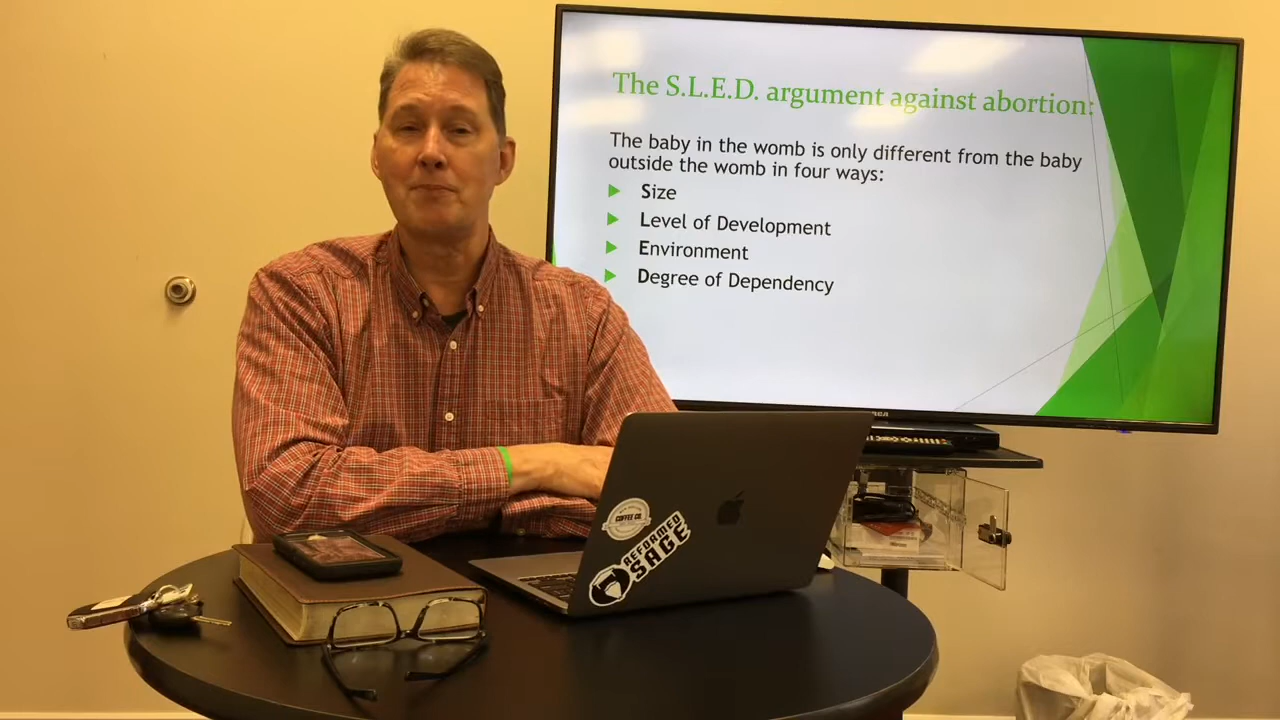 The S.L.E.D. argument against abortion:
The baby in the womb is only different from the baby
outside the womb in four ways:
Size
Level of Development
Environment
Degree of Dependency
COFFEE CO.
REFORMED
SAGE